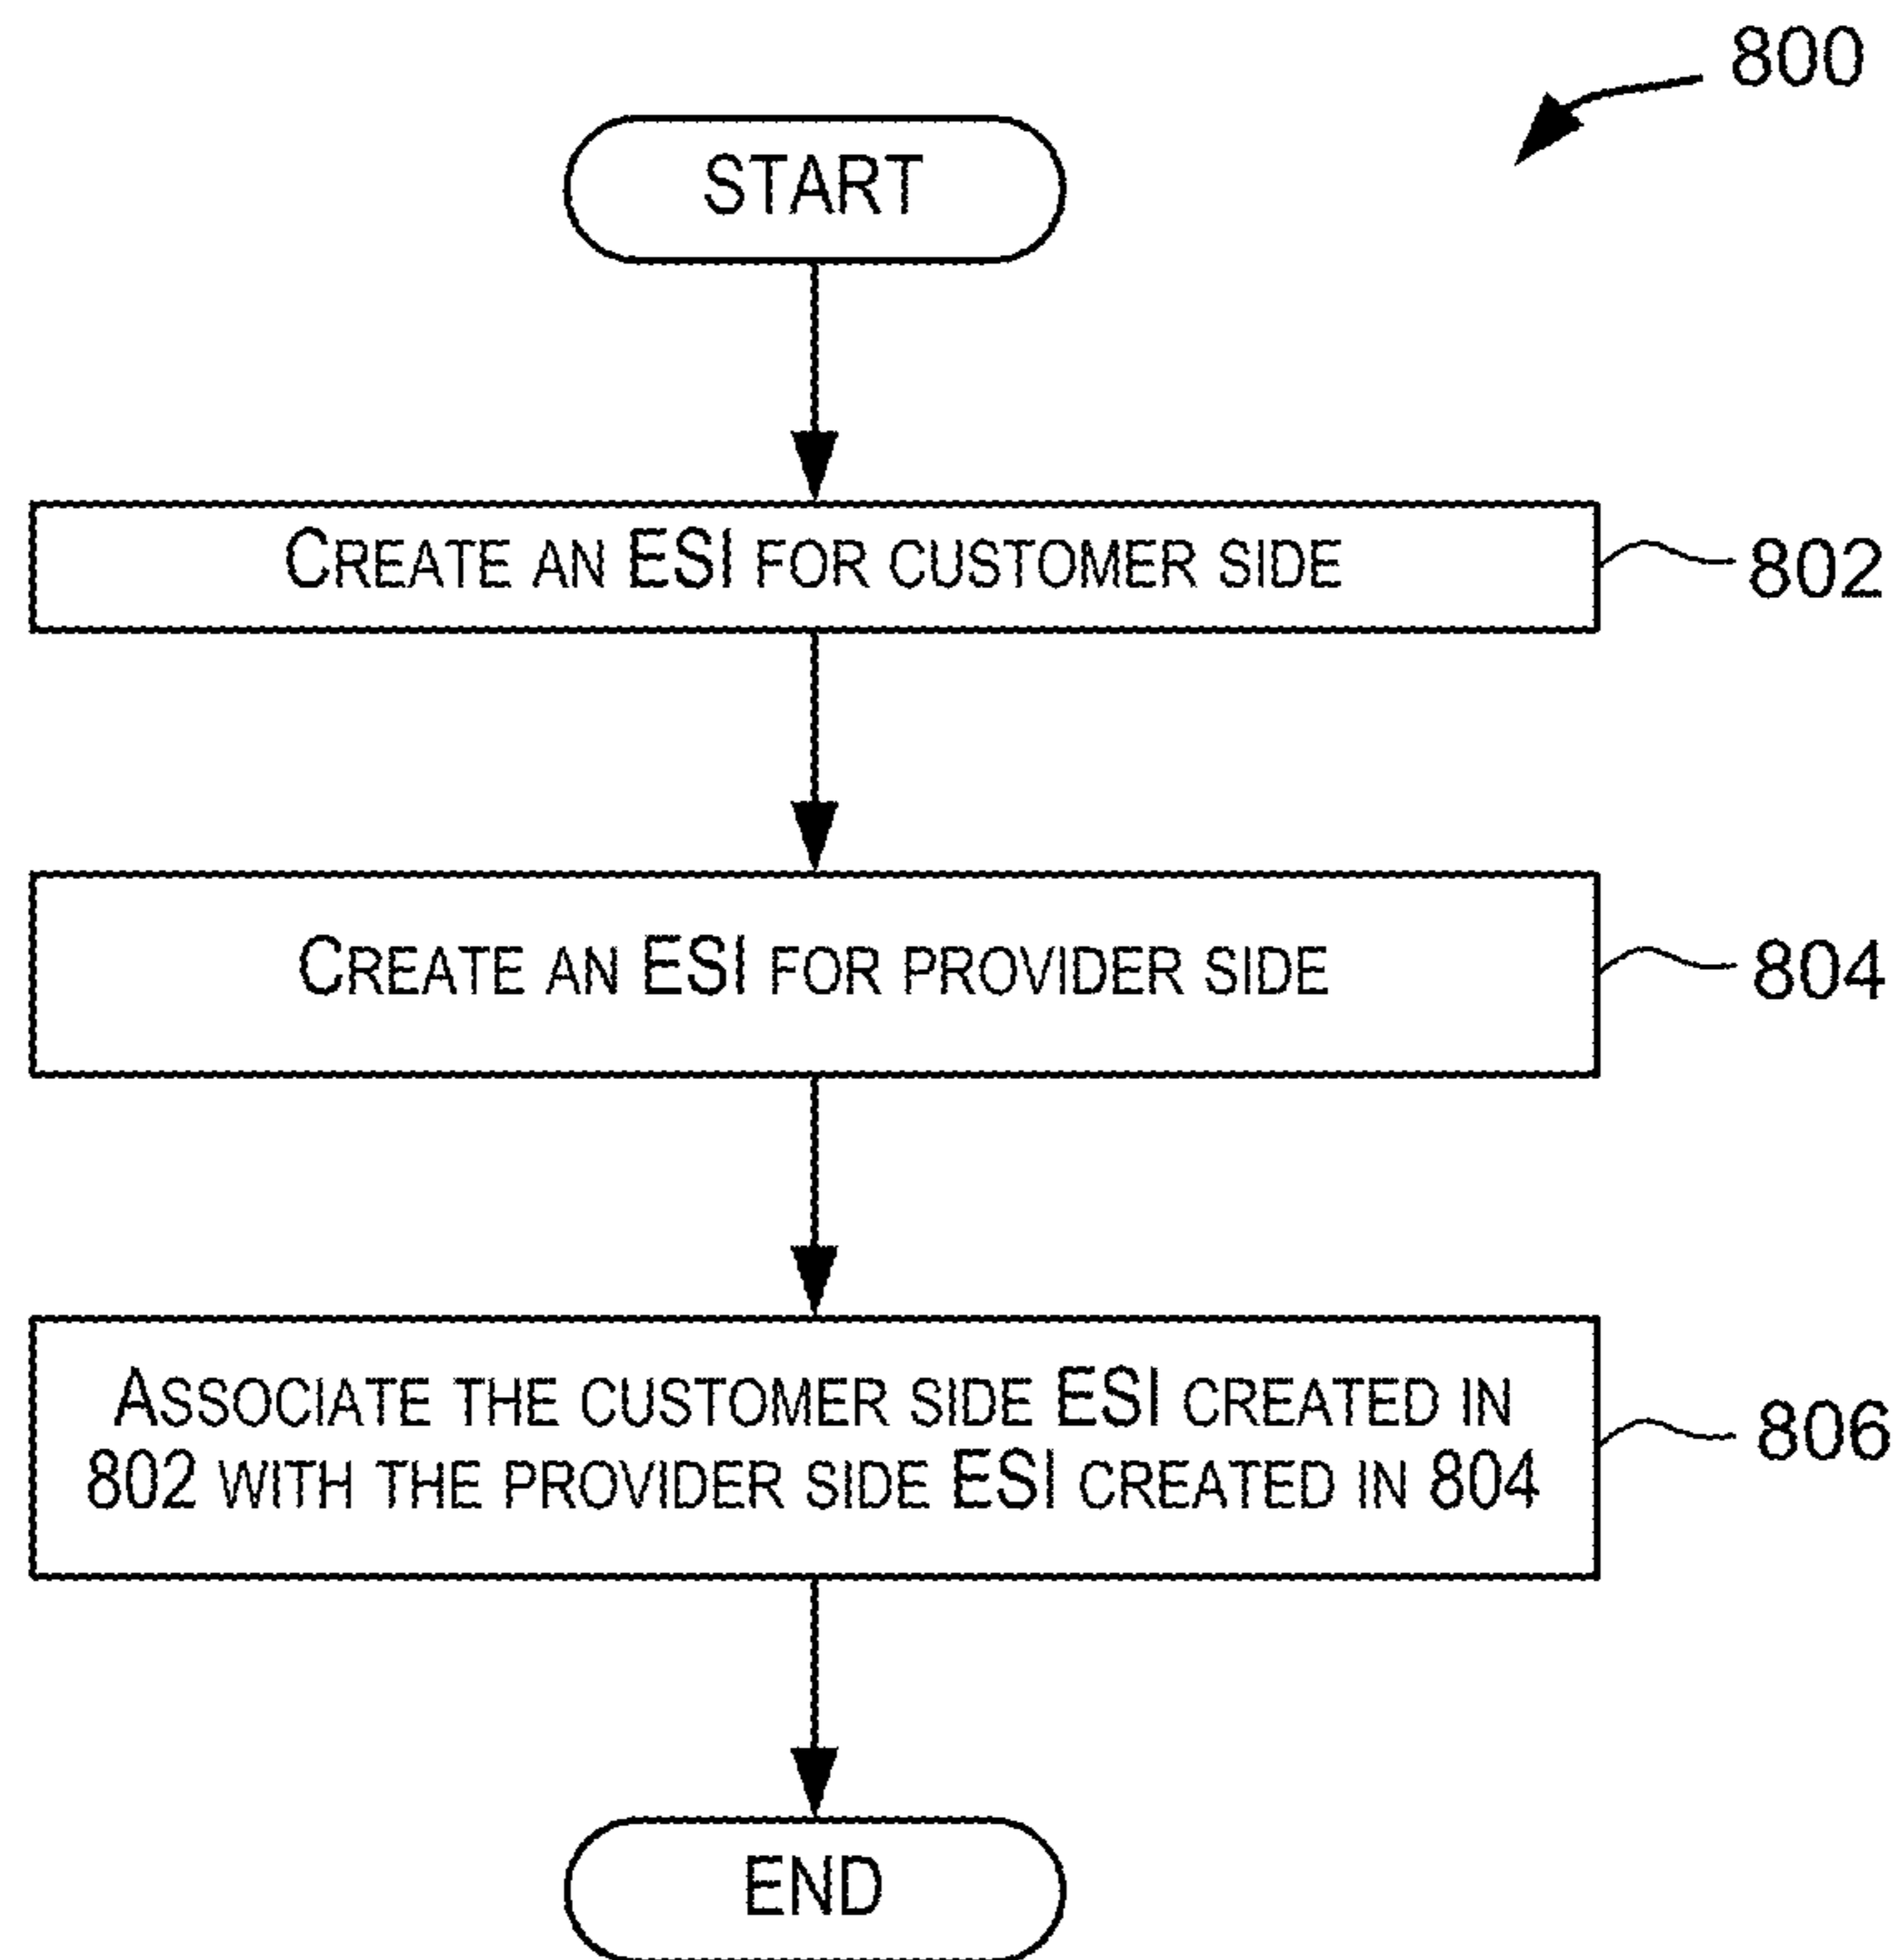 800
START
CREATE AN ESI FOR CUSTOMER SIDE
802
CREATE AN ESI FOR PROVIDER SIDE
804
ASSOCIATE THE CUSTOMER SIDE ESI CREATED IN
802 WITH THE PROVIDER SIDE ESI CREATED IN 804
806
END